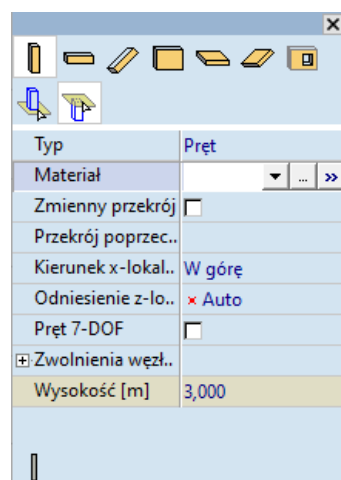 Typ Pręt
Materiał ... »
Zmienny przekrój
Przekrój poprzec..
Kierunek x-lokal.. W górę
Odniesienie z-lo.. × Auto
Pręt 7-DOF
Zwolnienia węzł..
Wysokość [m] 3,000